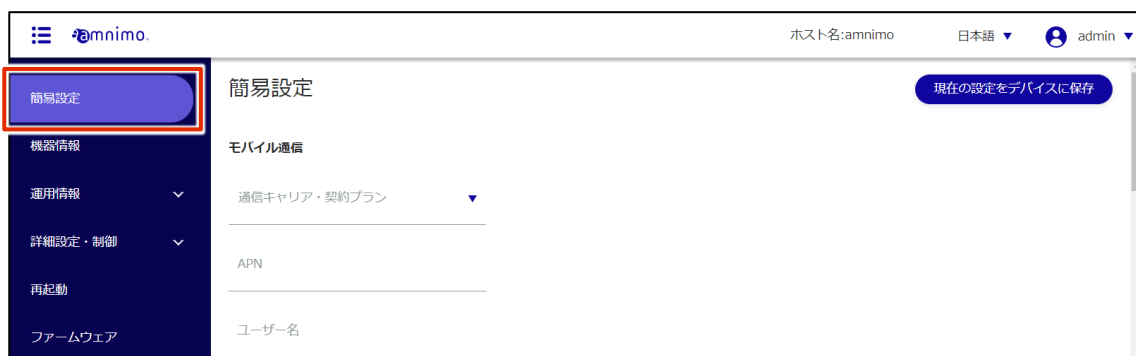 amnimo
ホスト名:amnimo
日本語 ▼
admin ▼
簡易設定
機器情報
運用情報
詳細設定・制御
再起動
ファームウェア
簡易設定
現在の設定をデバイスに保存
モバイル通信
通信キャリア・契約プラン ▼
APN
ユーザー名